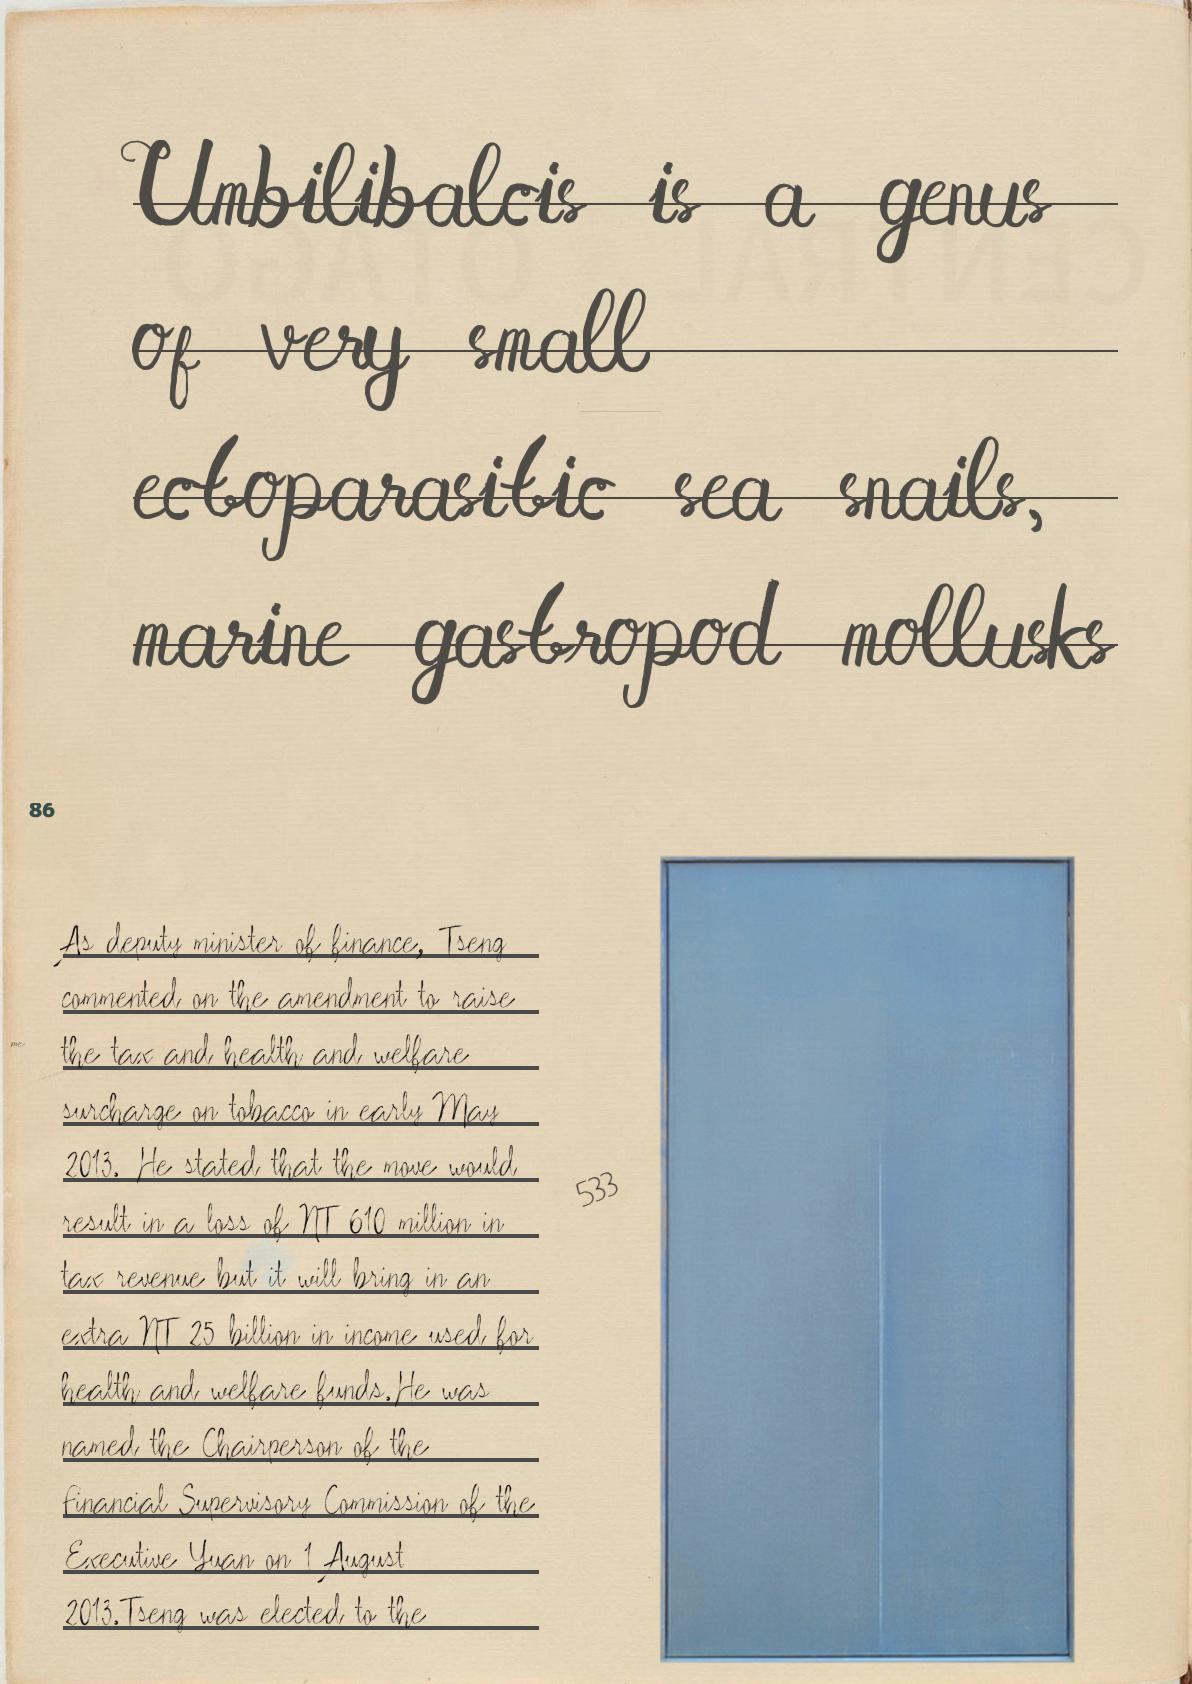 Umbilibalcis is a genus
of very small
ectoparasitic sea snails,
marine gastropod mollusks
86
As deputy minister of finance, Tseng
commented on the amendment to raise
the tax and health and welfare
surcharge on tobacco in early May
2013. He stated that the move would
result in a loss of NT 610 million in
tax revenue but it will bring in an
extra NT 25 billion in income used for
health and welfare funds.He was
named the Chairperson of the
Financial Supervisory Commission of the
Executive Yuan on 1 August
2013.Tseng was elected to the
533